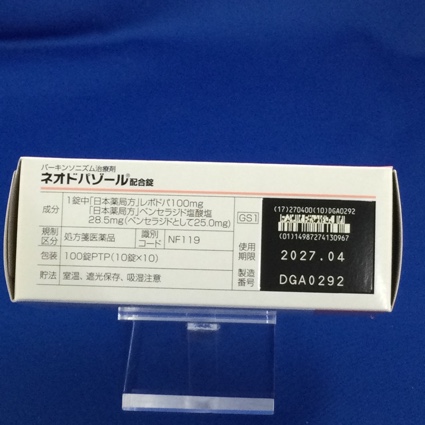 パーキンソニズム治療剤
ネオドパゾール®配合錠
成分 1錠中「日本薬局方」レボドパ100mg
「日本薬局方」ベンセラジド塩酸塩
28.5mg(ベンセラジドとして25.0mg)
規制区分 処方箋医薬品 識別コード NF119
包装 100錠PTP(10錠×10)
貯法 室温、遮光保存、吸湿注意
GS1
(17)270400(10)DGA0292
(01)14987274130967
使用期限 2027.04
製造番号 DGA0292